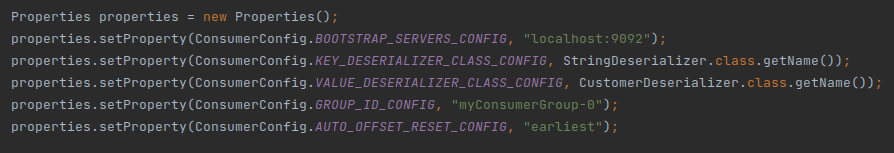 Properties properties = new Properties();
properties.setProperty(ConsumerConfig.BOOTSTRAP_SERVERS_CONFIG, "localhost:9092");
properties.setProperty(ConsumerConfig.KEY_DESERIALIZER_CLASS_CONFIG, StringDeserializer.class.getName());
properties.setProperty(ConsumerConfig.VALUE_DESERIALIZER_CLASS_CONFIG, CustomerDeserializer.class.getName());
properties.setProperty(ConsumerConfig.GROUP_ID_CONFIG, "myConsumerGroup-0");
properties.setProperty(ConsumerConfig.AUTO_OFFSET_RESET_CONFIG, "earliest");